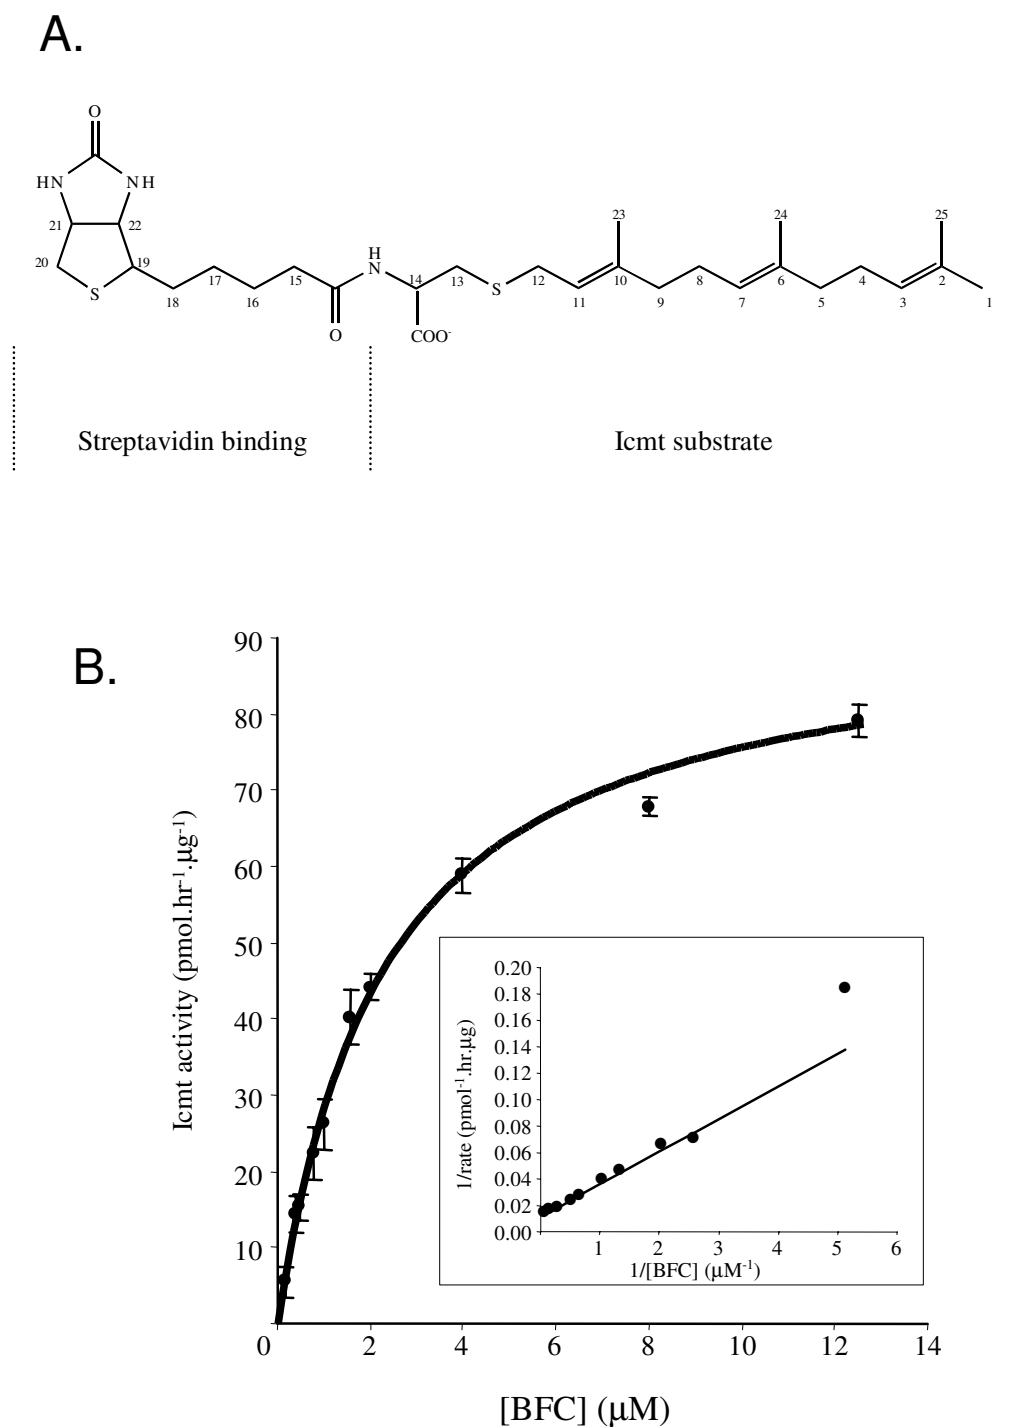 A.
O
HN NH
21 22
20 19
S
18 17 16 15
O
H
N
14
COO-
13
S
12 11 10 23 9 8 7 6 24 5 4 3 2 25 1
Streptavidin binding Icmt substrate
B.
Icmt activity (pmol.hr-1.µg-1)
90
80
70
60
50
40
30
20
10
0 2 4 6 8 10 12 14
[BFC] (µM)
1/rate (pmol-1.hr.µg)
0.20
0.18
0.16
0.14
0.12
0.10
0.08
0.06
0.04
0.02
0.00
1 2 3 4 5 6
1/[BFC] (µM-1)